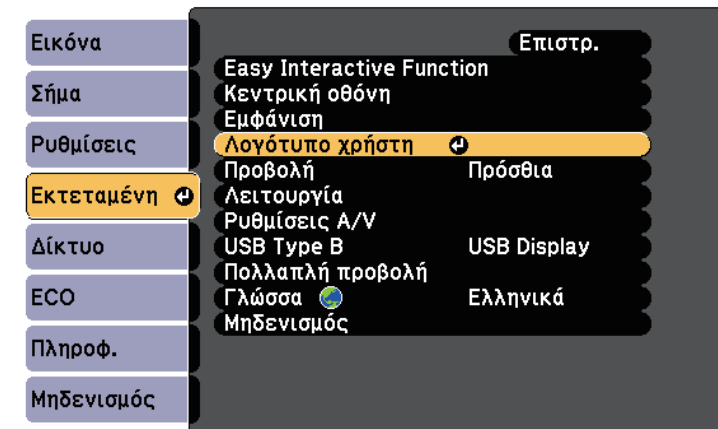 Εικόνα
Σήμα
Ρυθμίσεις
Εκτεταμένη
Δίκτυο
ECO
Πληροφ.
Μηδενισμός
Επιστρ.
Easy Interactive Function
Κεντρική οθόνη
Εμφάνιση
Λογότυπο χρήστη
Προβολή Πρόσθια
Λειτουργία
Ρυθμίσεις A/V
USB Type B USB Display
Πολλαπλή προβολή
Γλώσσα Ελληνικά
Μηδενισμός